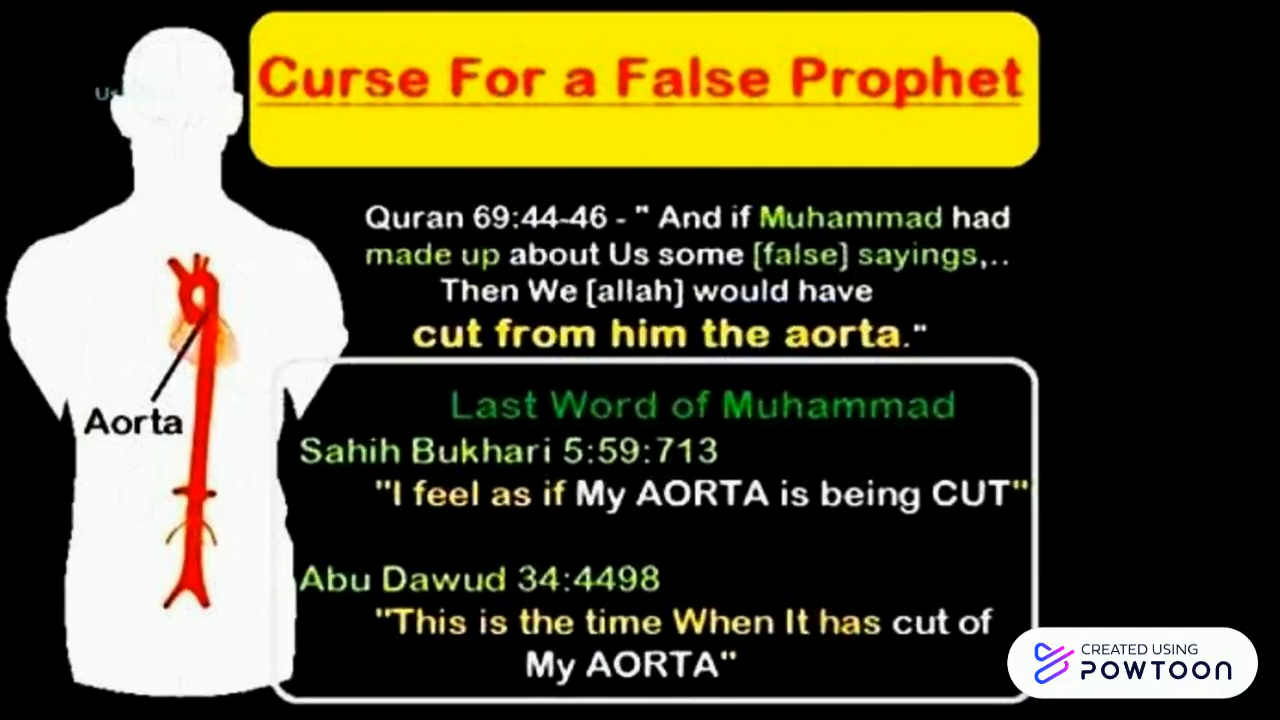 Curse For a False Prophet
Quran 69:44-46 - " And if Muhammad had
made up about Us some [false] sayings,..
Then We [allah] would have
cut from him the aorta."
Aorta
Last Word of Muhammad
Sahih Bukhari 5:59:713
"I feel as if My AORTA is being CUT"
Abu Dawud 34:4498
"This is the time When It has cut of
My AORTA"
CREATED USING
POWTOON